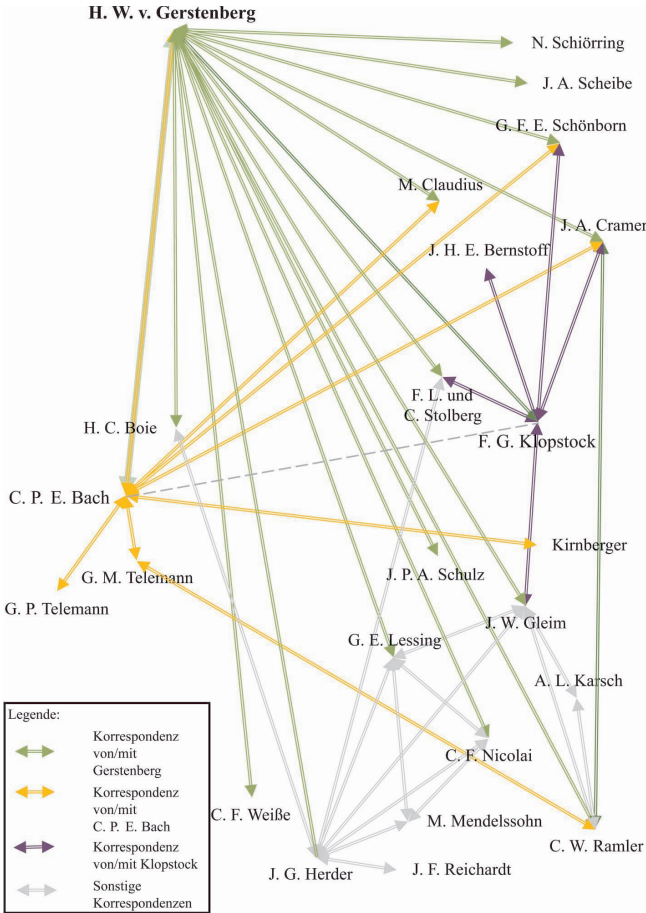 H. W. v. Gerstenberg
N. Schiörring
J. A. Scheibe
G. F. E. Schönborn
M. Claudius
J. A. Cramer
J. H. E. Bernstoff
F. L. und
C. Stolberg
H. C. Boie
F. G. Klopstock
C. P. E. Bach
Kirnberger
G. M. Telemann
J. P. A. Schulz
G. P. Telemann
J. W. Gleim
G. E. Lessing
A. L. Karsch
C. F. Nicolai
C. F. Weiße
M. Mendelssohn
C. W. Ramler
J. G. Herder
J. F. Reichardt
Legende:
Korrespondenz
von/mit
Gerstenberg
Korrespondenz
von/mit
C. P. E. Bach
Korrespondenz
von/mit Klopstock
Sonstige
Korrespondenzen